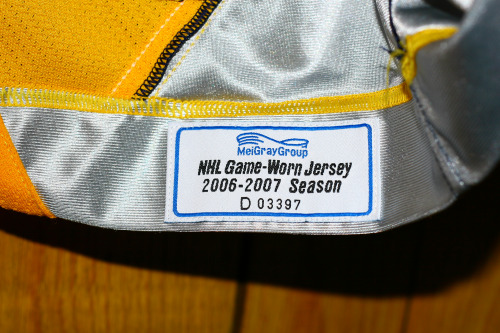 MeiGrayGroup
NHL Game-Worn Jersey
2006-2007 Season
D 03397